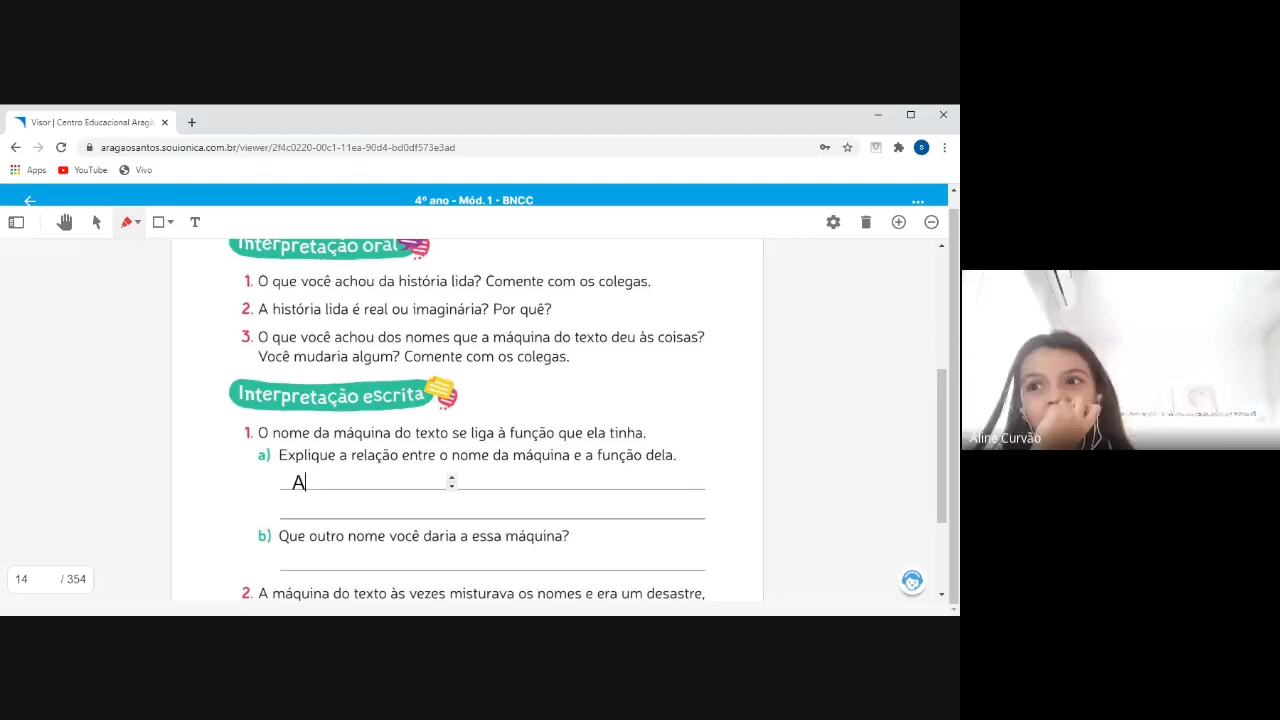 Visor | Centro Educacional Aragã
aragaosantos.souionica.com.br/viewer/2f4c0220-00c1-11ea-90d4-bd0df573e3ad
S
Apps YouTube Vivo
4º ano - Mód. 1 - BNCC
T
Interpretação oral
1. O que você achou da história lida? Comente com os colegas.
2. A história lida é real ou imaginária? Por quê?
3. O que você achou dos nomes que a máquina do texto deu às coisas?
Você mudaria algum? Comente com os colegas.
Interpretação escrita
1. O nome da máquina do texto se liga à função que ela tinha.
a) Explique a relação entre o nome da máquina e a função dela.
A
b) Que outro nome você daria a essa máquina?
2. A máquina do texto às vezes misturava os nomes e era um desastre,
14 / 354
Aline Curvão